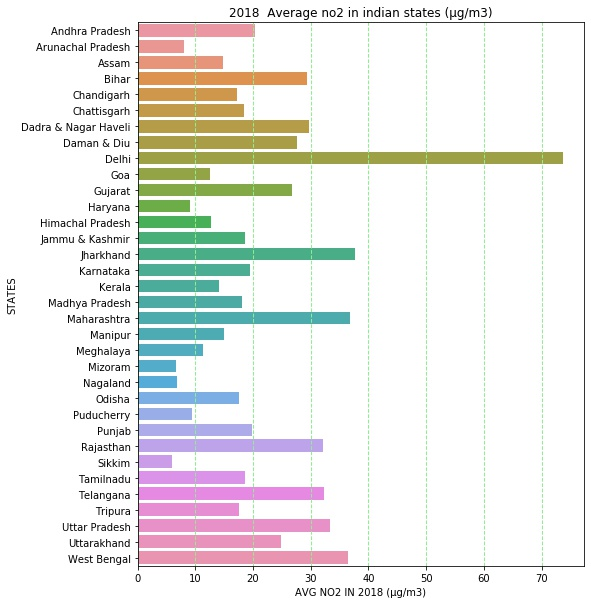 2018  Average no2 in indian states (µg/m3)
Andhra Pradesh
Arunachal Pradesh
Assam
Bihar
Chandigarh
Chattisgarh
Dadra & Nagar Haveli
Daman & Diu
Delhi
Goa
Gujarat
Haryana
Himachal Pradesh
Jammu & Kashmir
Jharkhand
Karnataka
Kerala
Madhya Pradesh
Maharashtra
Manipur
Meghalaya
Mizoram
Nagaland
Odisha
Puducherry
Punjab
Rajasthan
Sikkim
Tamilnadu
Telangana
Tripura
Uttar Pradesh
Uttarakhand
West Bengal
STATES
0 10 20 30 40 50 60 70
AVG NO2 IN 2018 (µg/m3)